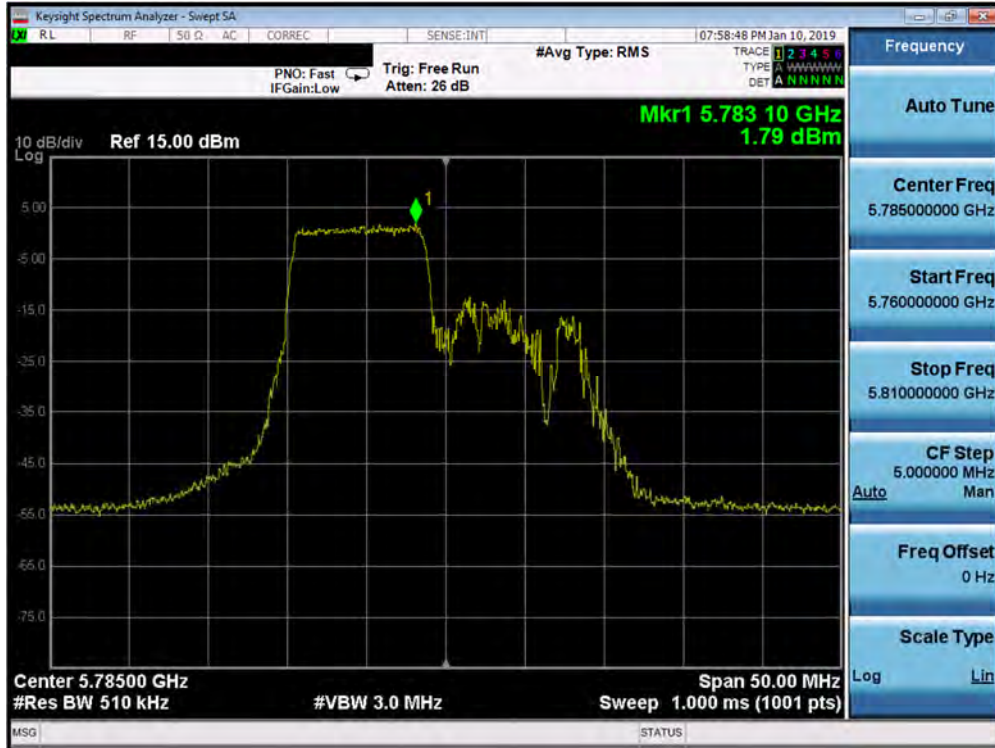 Keysight Spectrum Analyzer - Swept SA
LXI RL RF 50 Ω AC CORREC SENSE:INT 07:58:48 PM Jan 10, 2019
#Avg Type: RMS TRACE 1 2 3 4 5 6
PNO: Fast Trig: Free Run TYPE A WWWWW
IFGain:Low Atten: 26 dB DET A N N N N N
Mkr1 5.783 10 GHz
1.79 dBm
10 dB/div Ref 15.00 dBm
Log
1
5.00
-5.00
-15.0
-25.0
-35.0
-45.0
-55.0
-65.0
-75.0
Center 5.78500 GHz Span 50.00 MHz
#Res BW 510 kHz #VBW 3.0 MHz Sweep 1.000 ms (1001 pts)
MSG STATUS
Frequency
Auto Tune
Center Freq
5.785000000 GHz
Start Freq
5.760000000 GHz
Stop Freq
5.810000000 GHz
CF Step
5.000000 MHz
Auto Man
Freq Offset
0 Hz
Scale Type
Log Lin